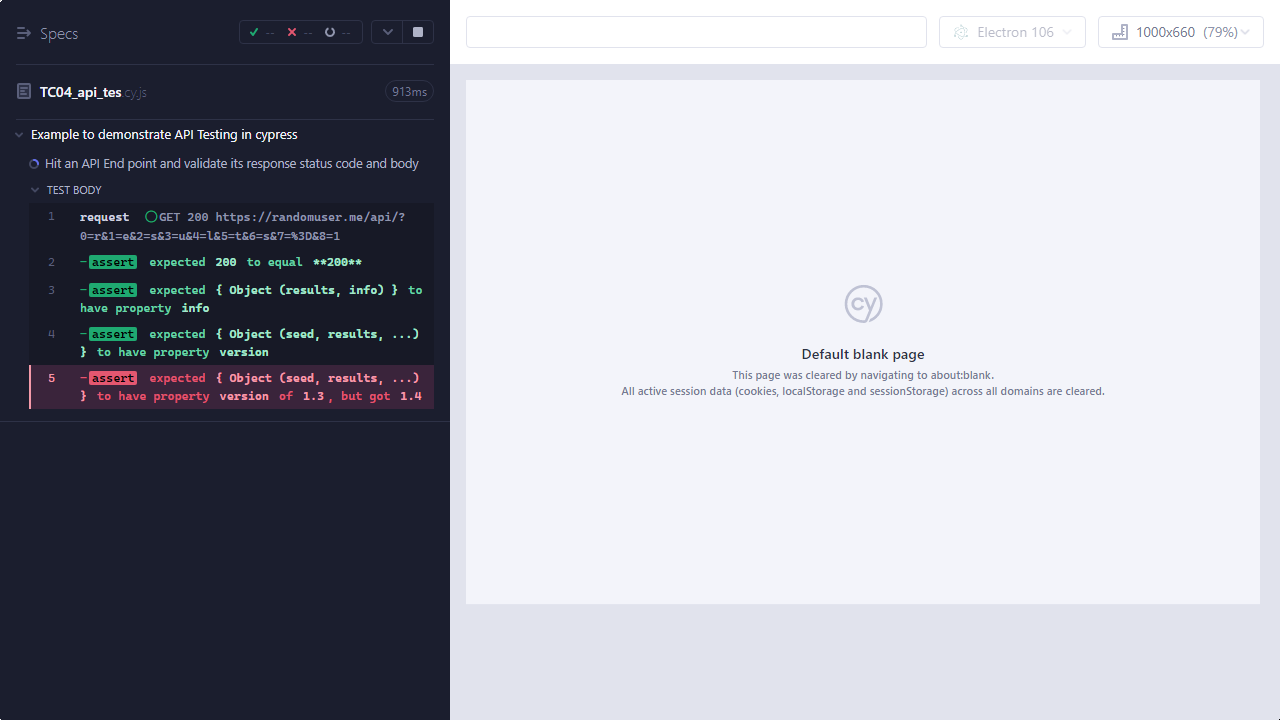 Specs
--
--
--
TC04_api_tes.cy.js
913ms
Example to demonstrate API Testing in cypress
Hit an API End point and validate its response status code and body
TEST BODY
1 request GET 200 https://randomuser.me/api/?
0=r&1=e&2=s&3=u&4=l&5=t&6=s&7=%3D&8=1
2 -assert expected 200 to equal **200**
3 -assert expected { Object (results, info) } to
have property info
4 -assert expected { Object (seed, results, ...)
} to have property version
5 -assert expected { Object (seed, results, ...)
} to have property version of 1.3, but got 1.4
Electron 106
1000x660 (79%)
cy
Default blank page
This page was cleared by navigating to about:blank.
All active session data (cookies, localStorage and sessionStorage) across all domains are cleared.